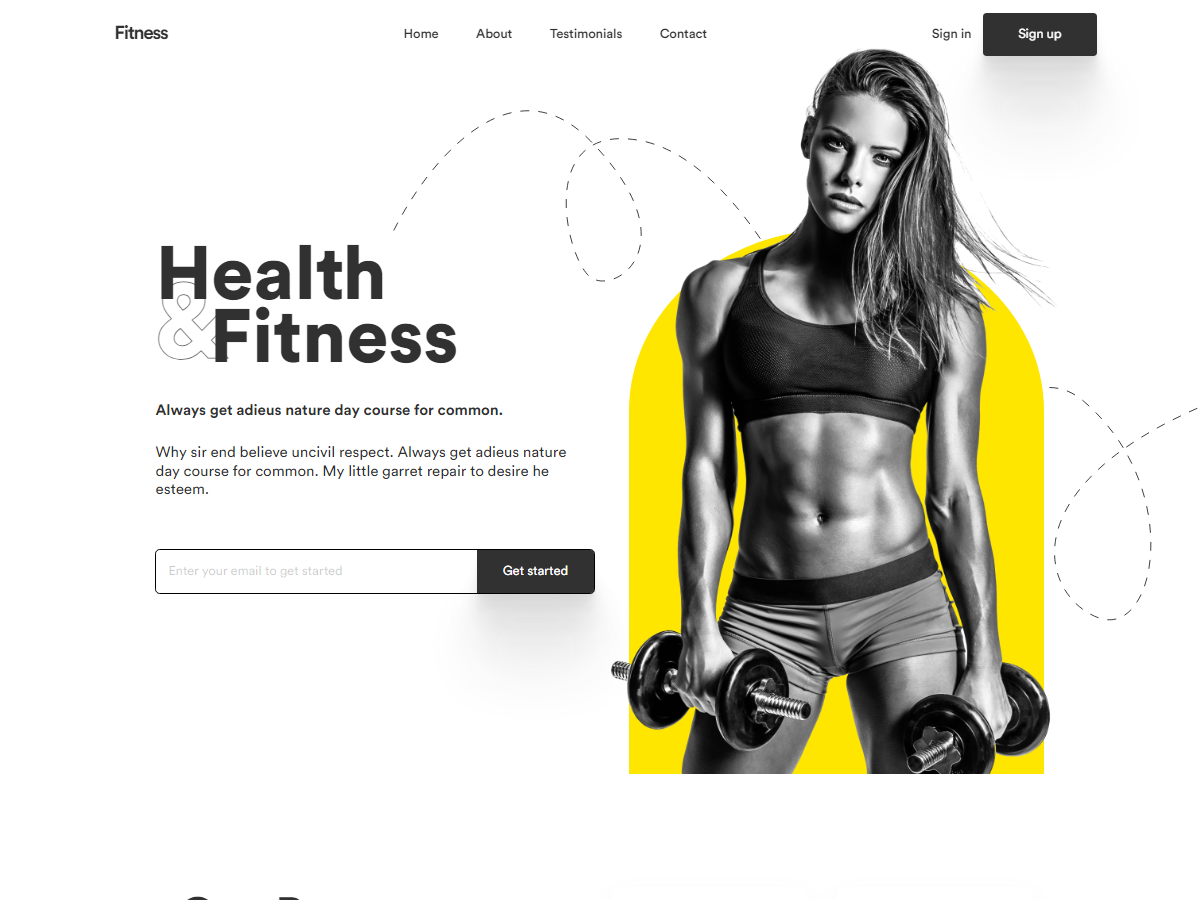 Fitness
Home
About
Testimonials
Contact
Sign in
Sign up
Health
&Fitness
Always get adieus nature day course for common.
Why sir end believe uncivil respect. Always get adieus nature
day course for common. My little garret repair to desire he
esteem.
Enter your email to get started
Get started